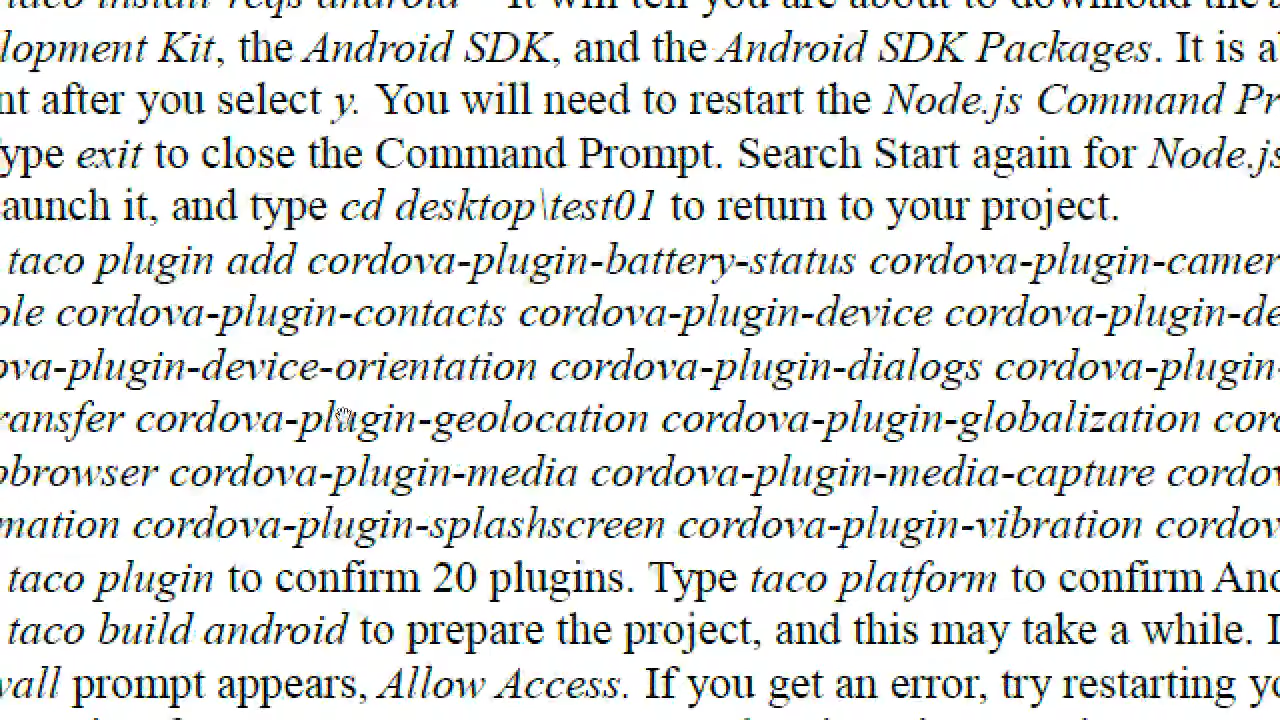 taco install-reqs android It will tell you are about to download the
lopment Kit, the Android SDK, and the Android SDK Packages. It is a
nt after you select y. You will need to restart the Node.js Command Pr
ype exit to close the Command Prompt. Search Start again for Node.js
aunch it, and type cd desktop\test01 to return to your project.
taco plugin add cordova-plugin-battery-status cordova-plugin-camer
ole cordova-plugin-contacts cordova-plugin-device cordova-plugin-de
ova-plugin-device-orientation cordova-plugin-dialogs cordova-plugin-
ransfer cordova-plugin-geolocation cordova-plugin-globalization cord
pbrowser cordova-plugin-media cordova-plugin-media-capture cordov
mation cordova-plugin-splashscreen cordova-plugin-vibration cordov
taco plugin to confirm 20 plugins. Type taco platform to confirm And
taco build android to prepare the project, and this may take a while. I
wall prompt appears, Allow Access. If you get an error, try restarting yo